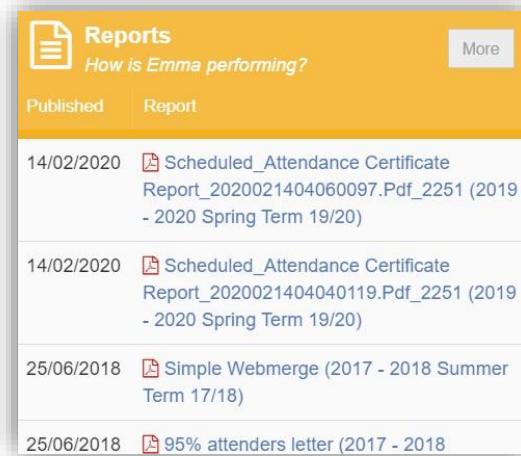 Reports
How is Emma performing?
More
Published Report
14/02/2020 Scheduled_Attendance Certificate
Report_2020021404060097.Pdf_2251 (2019
- 2020 Spring Term 19/20)
14/02/2020 Scheduled_Attendance Certificate
Report_2020021404040119.Pdf_2251 (2019
- 2020 Spring Term 19/20)
25/06/2018 Simple Webmerge (2017 - 2018 Summer
Term 17/18)
25/06/2018 95% attenders letter (2017 - 2018